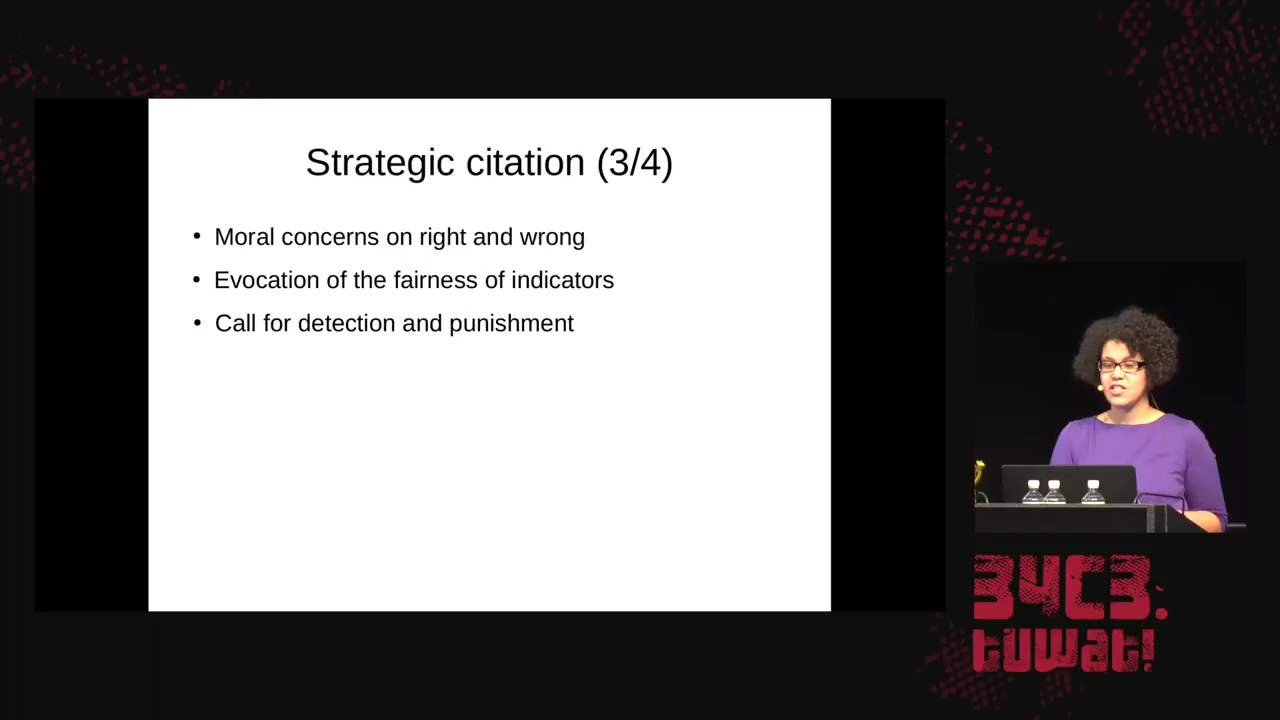 Strategic citation (3/4)
• Moral concerns on right and wrong
• Evocation of the fairness of indicators
• Call for detection and punishment
34C3.
tuwat!